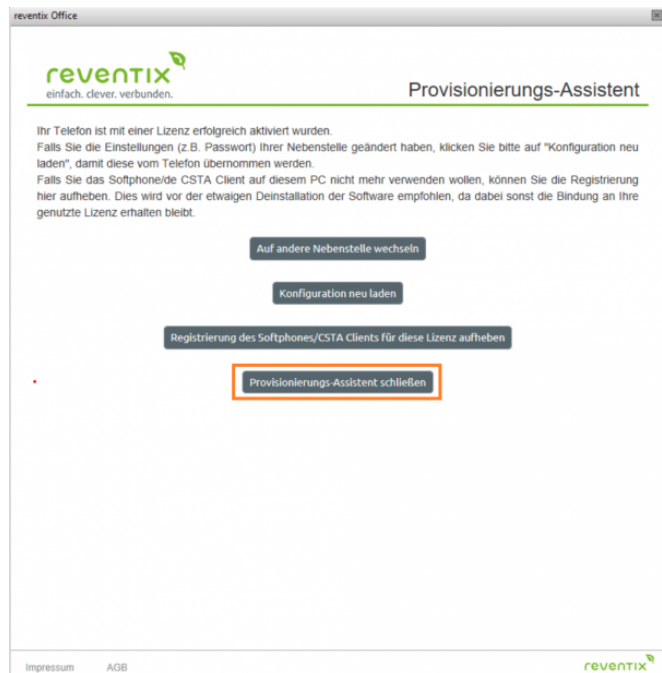 reventix Office
reventix
einfach. clever. verbunden.
Provisionierungs-Assistent
Ihr Telefon ist mit einer Lizenz erfolgreich aktiviert wurden.
Falls Sie die Einstellungen (z.B. Passwort) Ihrer Nebenstelle geändert haben, klicken Sie bitte auf "Konfiguration neu
laden", damit diese vom Telefon übernommen werden.
Falls Sie das Softphone/de CSTA Client auf diesem PC nicht mehr verwenden wollen, können Sie die Registrierung
hier aufheben. Dies wird vor der etwaigen Deinstallation der Software empfohlen, da dabei sonst die Bindung an Ihre
genutzte Lizenz erhalten bleibt.
Auf andere Nebenstelle wechseln
Konfiguration neu laden
Registrierung des Softphones/CSTA Clients für diese Lizenz aufheben
Provisionierungs-Assistent schließen
Impressum AGB
reventix